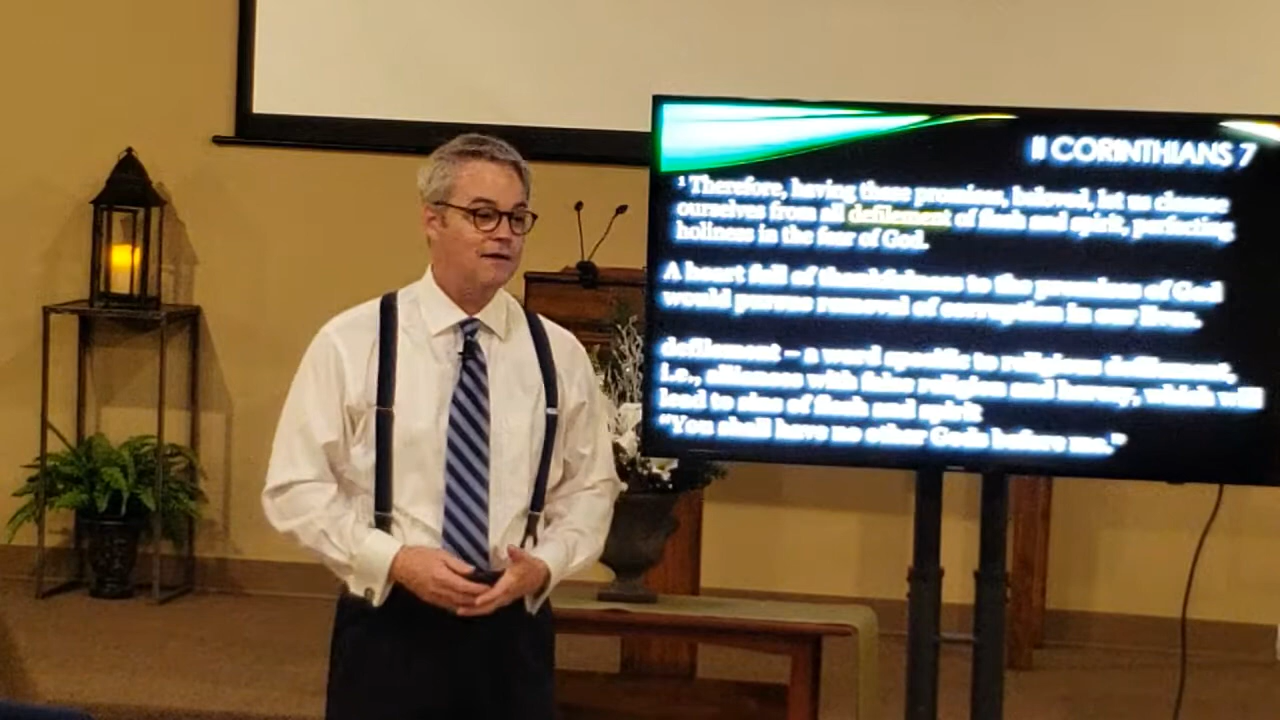 II CORINTHIANS 7
1 Therefore, having these promises, beloved, let us cleanse
ourselves from all defilement of flesh and spirit, perfecting
holiness in the fear of God.
A heart full of thankfulness to the promises of God
would pursue removal of corruption in our lives.
defilement – a word specific to religious defilement,
i.e., alliances with false religion and heresy, which will
lead to sins of flesh and spirit
"You shall have no other Gods before me."